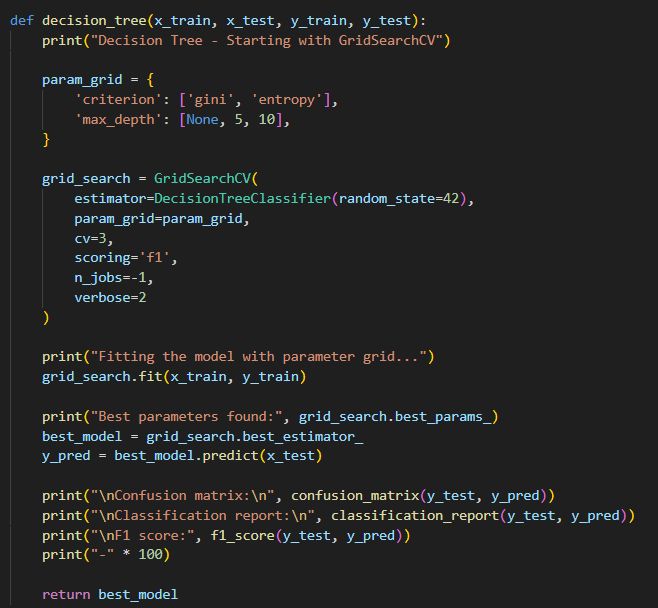 def decision_tree(x_train, x_test, y_train, y_test):
    print("Decision Tree - Starting with GridSearchCV")

    param_grid = {
        'criterion': ['gini', 'entropy'],
        'max_depth': [None, 5, 10],
    }

    grid_search = GridSearchCV(
        estimator=DecisionTreeClassifier(random_state=42),
        param_grid=param_grid,
        cv=3,
        scoring='f1',
        n_jobs=-1,
        verbose=2
    )

    print("Fitting the model with parameter grid...")
    grid_search.fit(x_train, y_train)

    print("Best parameters found:", grid_search.best_params_)
    best_model = grid_search.best_estimator_
    y_pred = best_model.predict(x_test)

    print("\nConfusion matrix:\n", confusion_matrix(y_test, y_pred))
    print("\nClassification report:\n", classification_report(y_test, y_pred))
    print("\nF1 score:", f1_score(y_test, y_pred))
    print("-" * 100)

    return best_model